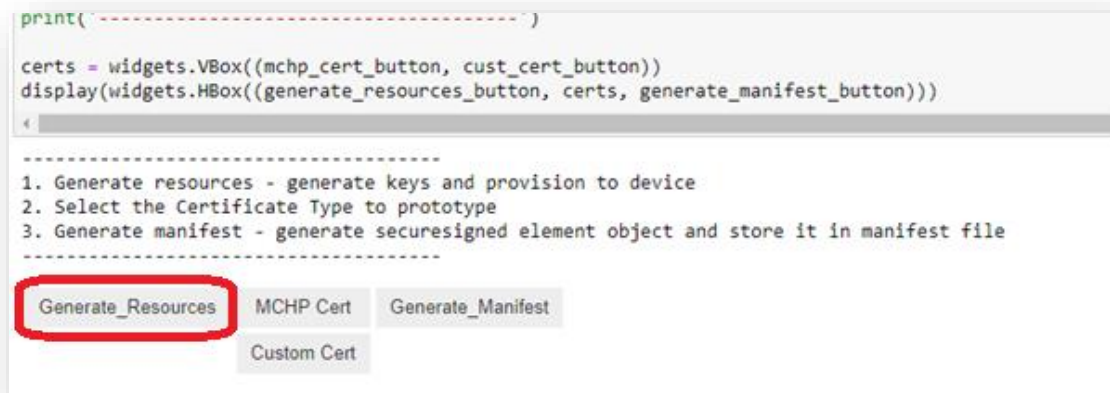 print('--------------------------------------')
certs = widgets.VBox((mchp_cert_button, cust_cert_button))
display(widgets.HBox((generate_resources_button, certs, generate_manifest_button)))
--------------------------------------
1. Generate resources - generate keys and provision to device
2. Select the Certificate Type to prototype
3. Generate manifest - generate securesigned element object and store it in manifest file
--------------------------------------
Generate_Resources MCHP Cert Generate_Manifest
Custom Cert